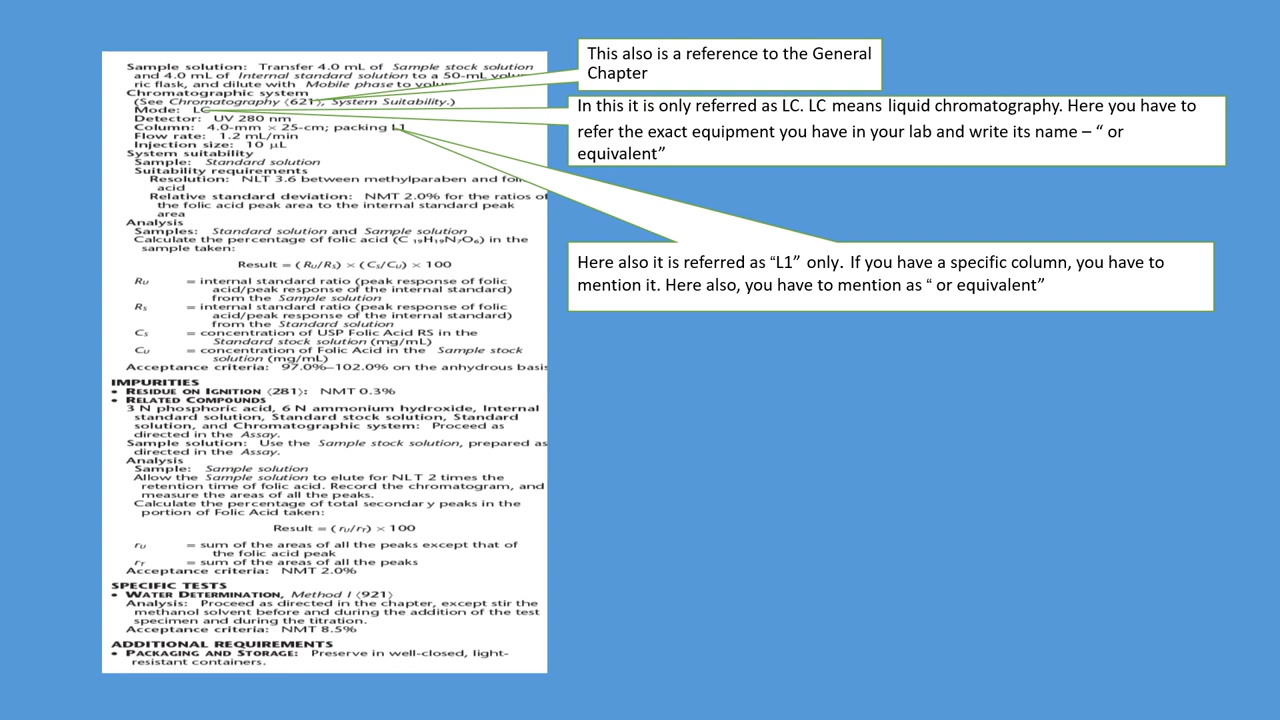 Sample solution: Transfer 4.0 mL of Sample stock solution
and 4.0 mL of Internal standard solution to a 50-mL
ric flask, and dilute with Mobile phase to
Chromatographic system
(See Chromatography ⟨621⟩, System Suitability.)
Mode: LC
Detector: UV 280 nm
Column: 4.0-mm × 25-cm; packing L1
Flow rate: 1.2 mL/min
Injection size: 10 µL
System suitability
Sample: Standard solution
Suitability requirements
Resolution: NLT 3.6 between methylparaben and
acid
Relative standard deviation: NMT 2.0% for the ratios of
the folic acid peak area to the internal standard peak
area
Analysis
Samples: Standard solution and Sample solution
Calculate the percentage of folic acid (C₁₉H₁₉N₇O₆) in the
sample taken:
Result = (RU/RS) × (CS/CU) × 100
RU = internal standard ratio (peak response of folic
acid/peak response of the internal standard)
from the Sample solution
RS = internal standard ratio (peak response of folic
acid/peak response of the internal standard)
from the Standard solution
CS = concentration of USP Folic Acid RS in the
Standard stock solution (mg/mL)
CU = concentration of Folic Acid in the Sample stock
solution (mg/mL)
Acceptance criteria: 97.0%–102.0% on the anhydrous basis
IMPURITIES
• RESIDUE ON IGNITION ⟨281⟩: NMT 0.3%
• RELATED COMPOUNDS
3 N phosphoric acid, 6 N ammonium hydroxide, Internal
standard solution, Standard stock solution, Standard
solution, and Chromatographic system: Proceed as
directed in the Assay.
Sample solution: Use the Sample stock solution, prepared as
directed in the Assay.
Analysis
Sample: Sample solution
Allow the Sample solution to elute for NLT 2 times the
retention time of folic acid. Record the chromatogram, and
measure the areas of all the peaks.
Calculate the percentage of total secondar y peaks in the
portion of Folic Acid taken:
Result = (rU/rT) × 100
rU = sum of the areas of all the peaks except that of
the folic acid peak
rT = sum of the areas of all the peaks
Acceptance criteria: NMT 2.0%
SPECIFIC TESTS
• WATER DETERMINATION, Method I ⟨921⟩
Analysis: Proceed as directed in the chapter, except stir the
methanol solvent before and during the addition of the test
specimen and during the titration.
Acceptance criteria: NMT 8.5%
ADDITIONAL REQUIREMENTS
• PACKAGING AND STORAGE: Preserve in well-closed, light-
resistant containers.
This also is a reference to the General
Chapter
In this it is only referred as LC. LC means liquid chromatography. Here you have to
refer the exact equipment you have in your lab and write its name – “ or
equivalent”
Here also it is referred as “L1” only. If you have a specific column, you have to
mention it. Here also, you have to mention as “ or equivalent”